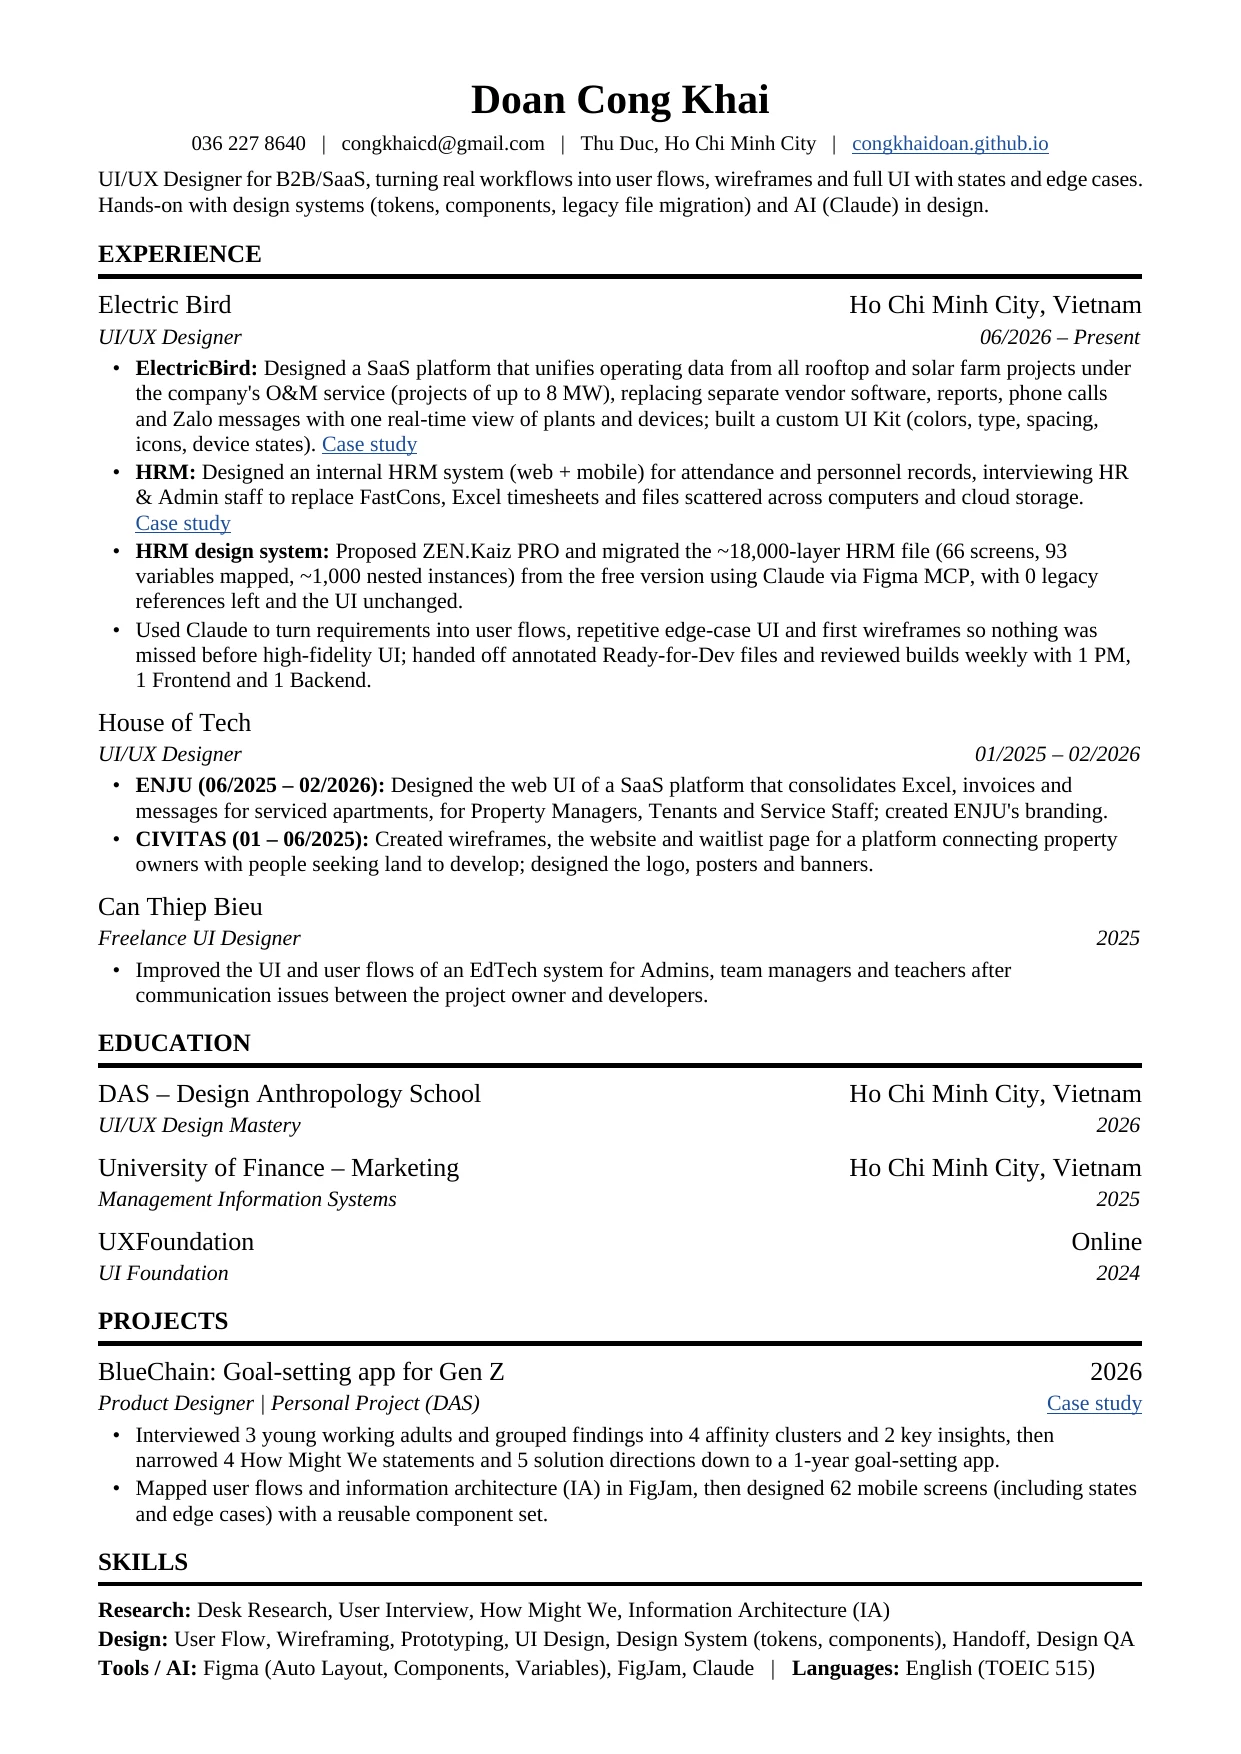 Doan Cong Khai
036 227 8640 | congkhaicd@gmail.com | Thu Duc, Ho Chi Minh City | congkhaidoan.github.io
UI/UX Designer for B2B/SaaS, turning real workflows into user flows, wireframes and full UI with states and edge cases.
Hands-on with design systems (tokens, components, legacy file migration) and AI (Claude) in design.
EXPERIENCE
Electric Bird Ho Chi Minh City, Vietnam
UI/UX Designer 06/2026 – Present
• ElectricBird: Designed a SaaS platform that unifies operating data from all rooftop and solar farm projects under
the company's O&M service (projects of up to 8 MW), replacing separate vendor software, reports, phone calls
and Zalo messages with one real-time view of plants and devices; built a custom UI Kit (colors, type, spacing,
icons, device states). Case study
• HRM: Designed an internal HRM system (web + mobile) for attendance and personnel records, interviewing HR
& Admin staff to replace FastCons, Excel timesheets and files scattered across computers and cloud storage.
Case study
• HRM design system: Proposed ZEN.Kaiz PRO and migrated the ~18,000-layer HRM file (66 screens, 93
variables mapped, ~1,000 nested instances) from the free version using Claude via Figma MCP, with 0 legacy
references left and the UI unchanged.
• Used Claude to turn requirements into user flows, repetitive edge-case UI and first wireframes so nothing was
missed before high-fidelity UI; handed off annotated Ready-for-Dev files and reviewed builds weekly with 1 PM,
1 Frontend and 1 Backend.
House of Tech
UI/UX Designer 01/2025 – 02/2026
• ENJU (06/2025 – 02/2026): Designed the web UI of a SaaS platform that consolidates Excel, invoices and
messages for serviced apartments, for Property Managers, Tenants and Service Staff; created ENJU's branding.
• CIVITAS (01 – 06/2025): Created wireframes, the website and waitlist page for a platform connecting property
owners with people seeking land to develop; designed the logo, posters and banners.
Can Thiep Bieu
Freelance UI Designer 2025
• Improved the UI and user flows of an EdTech system for Admins, team managers and teachers after
communication issues between the project owner and developers.
EDUCATION
DAS – Design Anthropology School Ho Chi Minh City, Vietnam
UI/UX Design Mastery 2026
University of Finance – Marketing Ho Chi Minh City, Vietnam
Management Information Systems 2025
UXFoundation Online
UI Foundation 2024
PROJECTS
BlueChain: Goal-setting app for Gen Z 2026
Product Designer | Personal Project (DAS) Case study
• Interviewed 3 young working adults and grouped findings into 4 affinity clusters and 2 key insights, then
narrowed 4 How Might We statements and 5 solution directions down to a 1-year goal-setting app.
• Mapped user flows and information architecture (IA) in FigJam, then designed 62 mobile screens (including states
and edge cases) with a reusable component set.
SKILLS
Research: Desk Research, User Interview, How Might We, Information Architecture (IA)
Design: User Flow, Wireframing, Prototyping, UI Design, Design System (tokens, components), Handoff, Design QA
Tools / AI: Figma (Auto Layout, Components, Variables), FigJam, Claude | Languages: English (TOEIC 515)